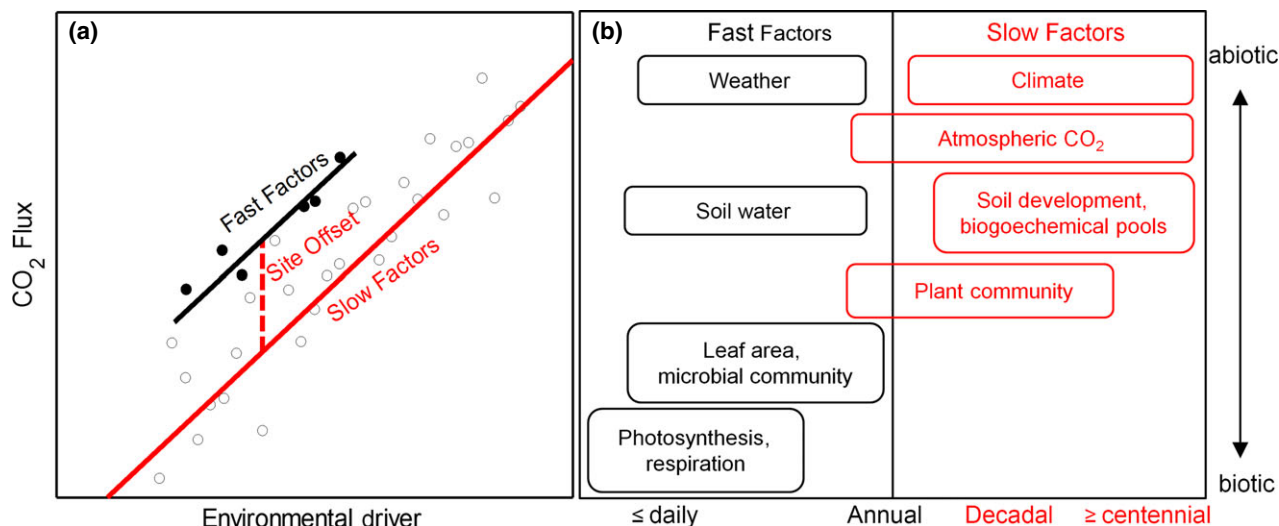 (a)
CO₂ Flux
Fast Factors
Site Offset
Slow Factors
Environmental driver
(b)
Fast Factors
Slow Factors
abiotic
Weather
Climate
Atmospheric CO₂
Soil water
Soil development,
biogeochemical pools
Plant community
Leaf area,
microbial community
Photosynthesis,
respiration
biotic
≤ daily
Annual
Decadal
≥ centennial